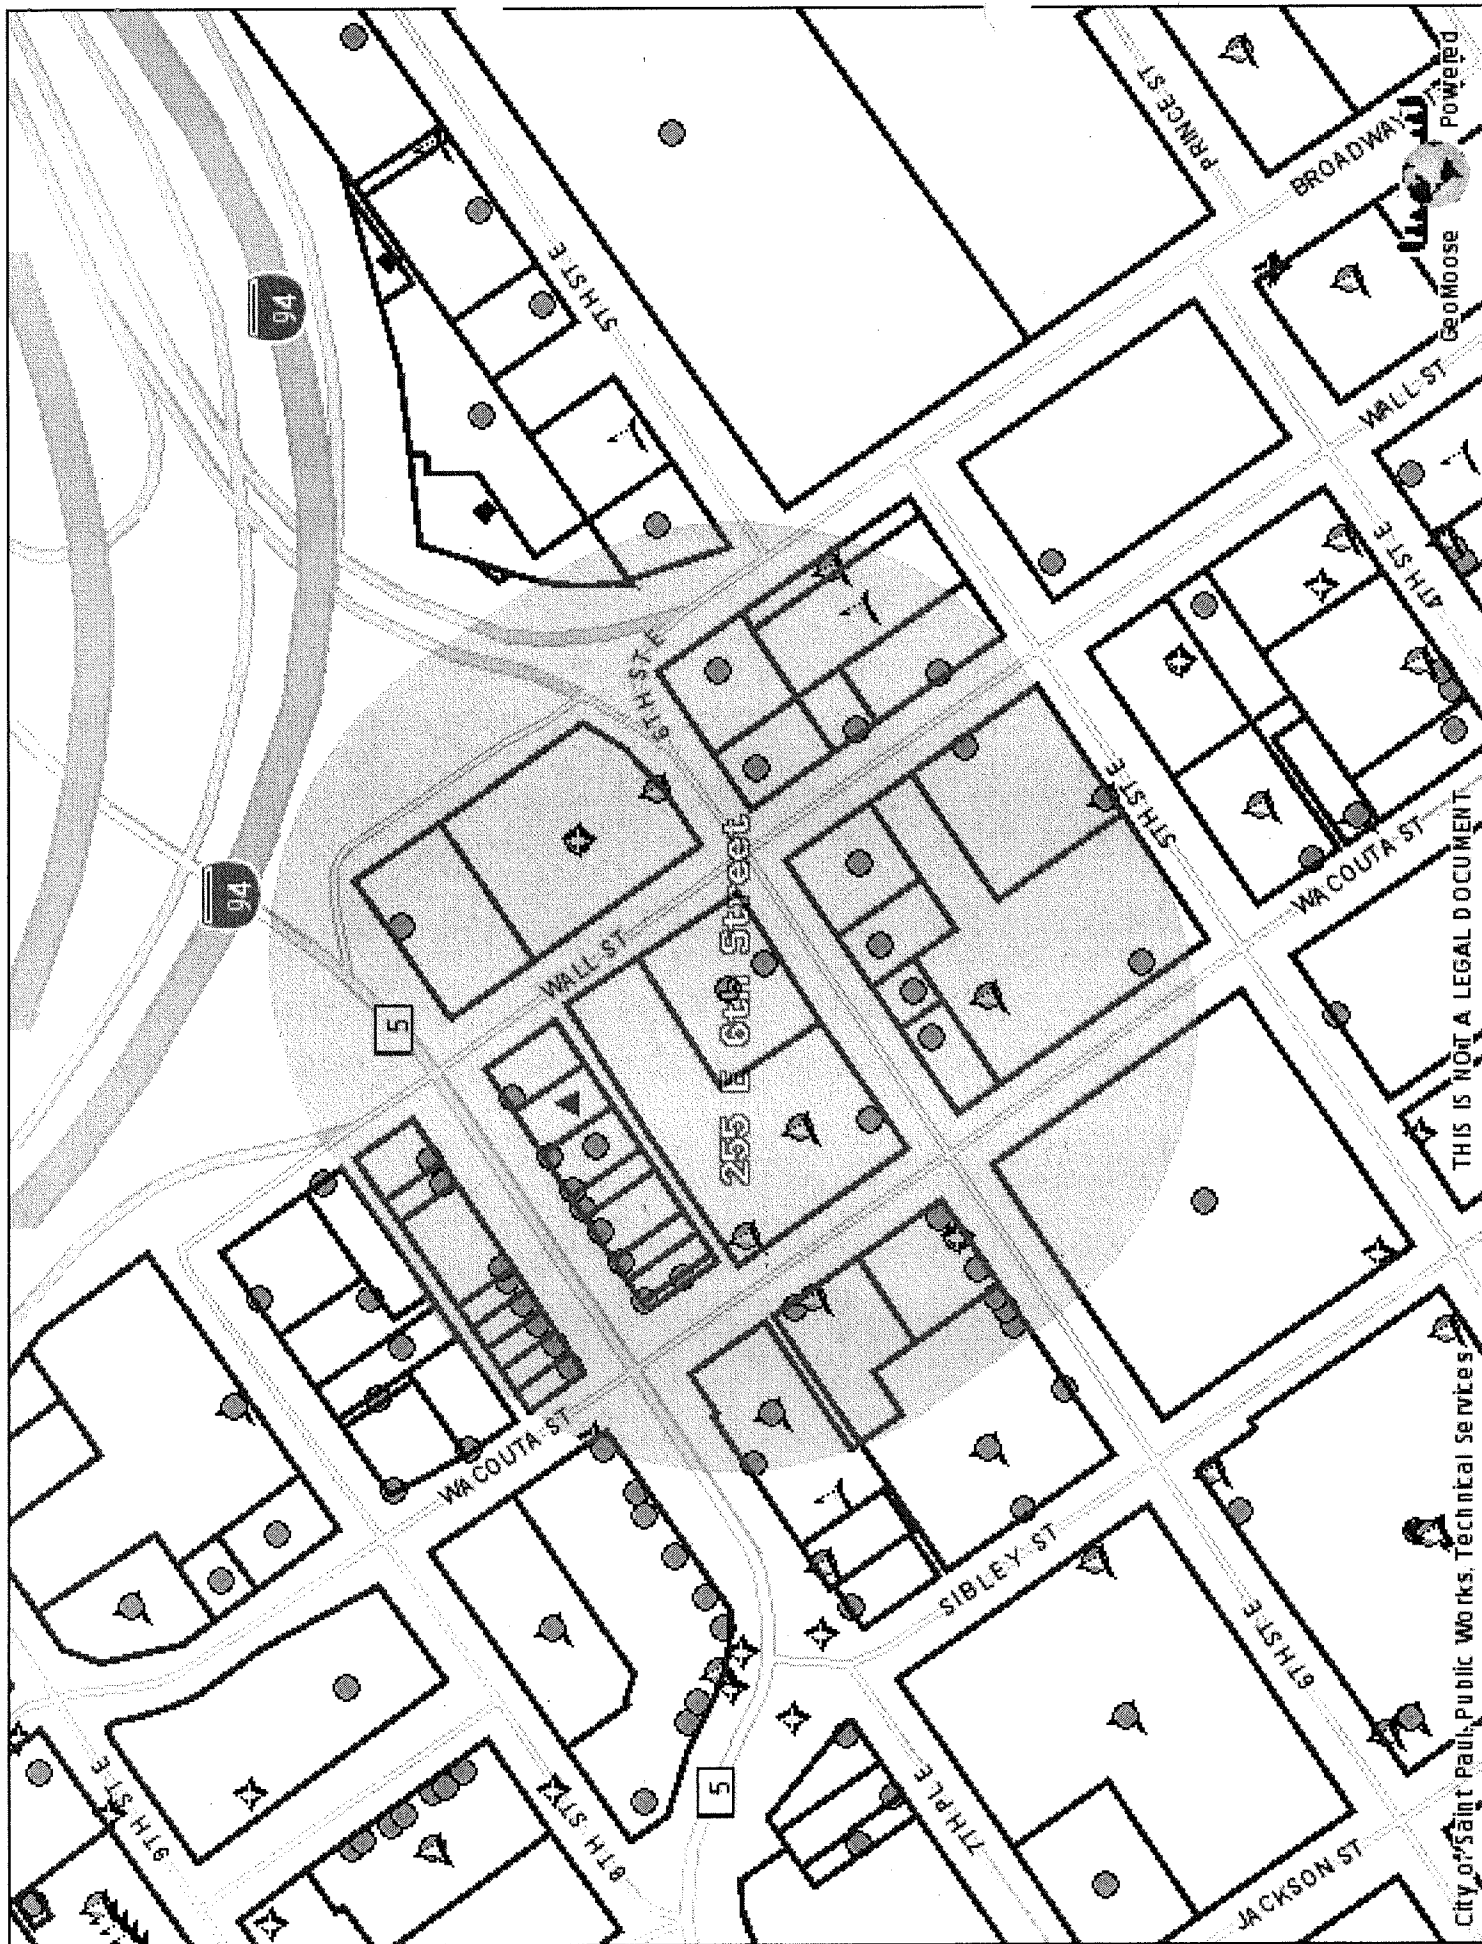 94
94
5
5
5TH ST E
PRINCE ST
BROADWAY
6TH ST E
WALL ST
WALL ST
255 E 6th Street
5TH ST E
4TH ST E
WACOUTA ST
WACOUTA ST
SIBLEY ST
6TH ST E
7TH PL E
8TH ST
9TH ST E
JACKSON ST
City of Saint Paul, Public Works, Technical Services
THIS IS NOT A LEGAL DOCUMENT
GeoMoose
Powered